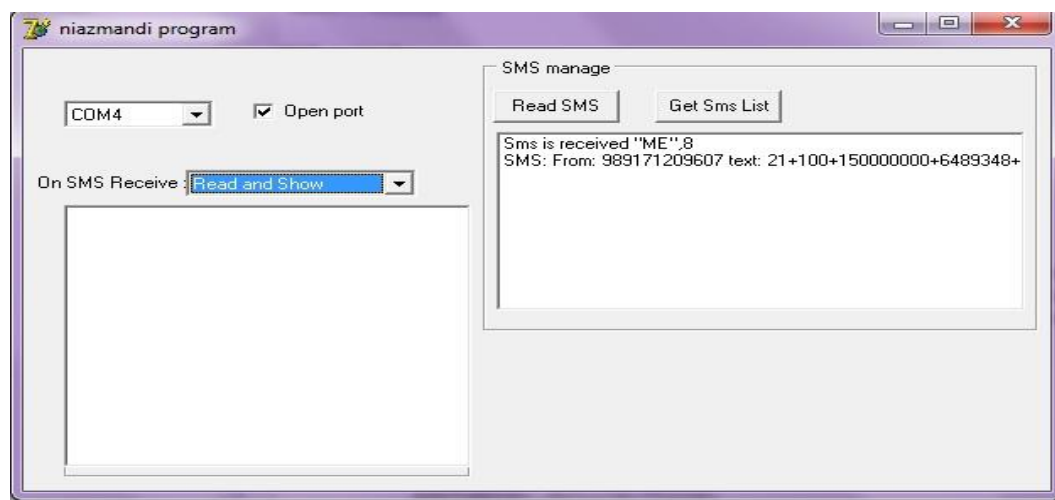 niazmandi program
COM4
Open port
On SMS Receive :
Read and Show
SMS manage
Read SMS
Get Sms List
Sms is received "ME",8
SMS: From: 989171209607 text: 21+100+150000000+6489348+